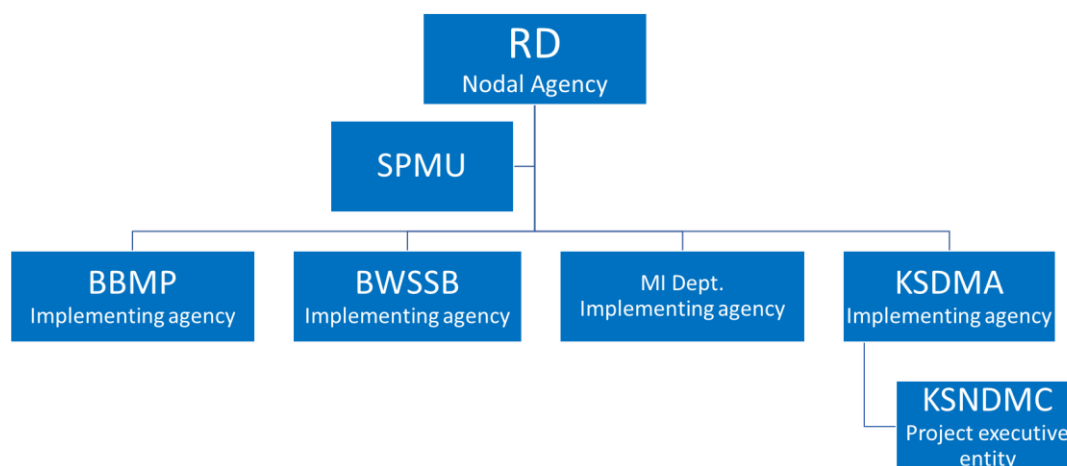 RD
Nodal Agency
SPMU
BBMP
Implementing agency
BWSSB
Implementing agency
MI Dept.
Implementing agency
KSDMA
Implementing agency
KSNDMC
Project executive
entity